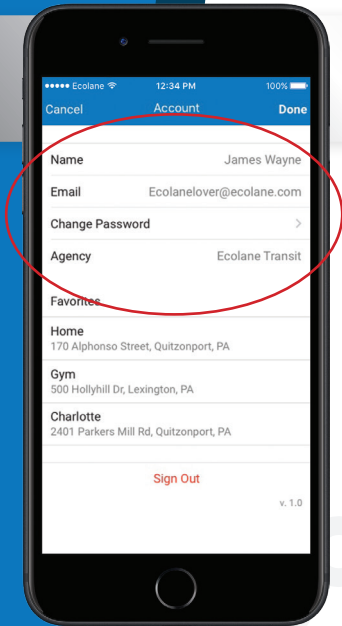 Ecolane 12:34 PM 100%
Cancel Account Done
Name James Wayne
Email Ecolanelover@ecolane.com
Change Password
Agency Ecolane Transit
Favorites
Home
170 Alphonso Street, Quitzonport, PA
Gym
500 Hollyhill Dr, Lexington, PA
Charlotte
2401 Parkers Mill Rd, Quitzonport, PA
Sign Out
v. 1.0